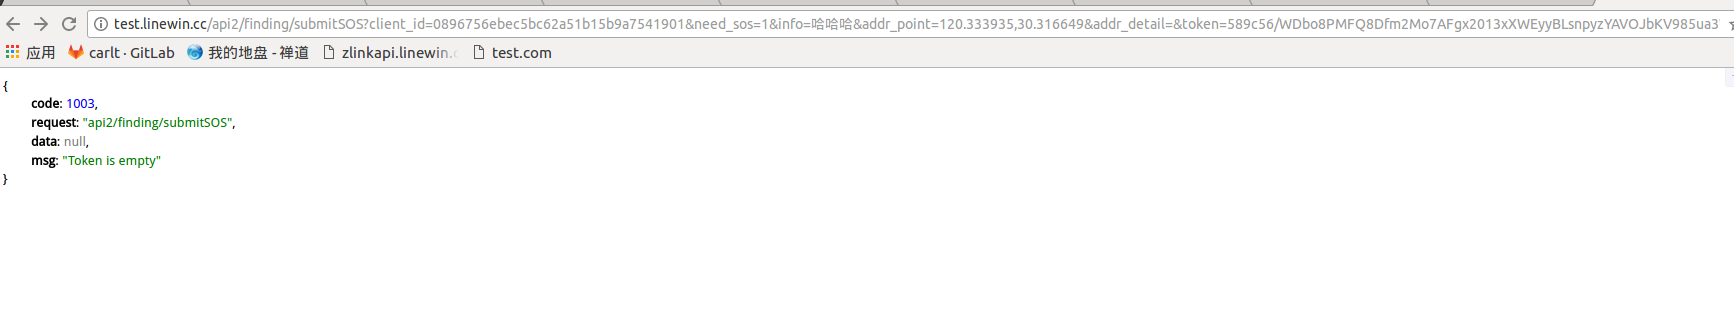 test.linewin.cc/api2/finding/submitSOS?client_id=0896756ebec5bc62a51b15b9a7541901&need_sos=1&info=哈哈哈&addr_point=120.333935,30.316649&addr_detail=&token=589c56/WDbo8PMFQ8Dfm2Mo7AFgx2013xXWEyyBLsnpyzYAVOJbKV985ua3
应用 carlt · GitLab 我的地盘 - 禅道 zlinkapi.linewin.c test.com
{
code: 1003,
request: "api2/finding/submitSOS",
data: null,
msg: "Token is empty"
}